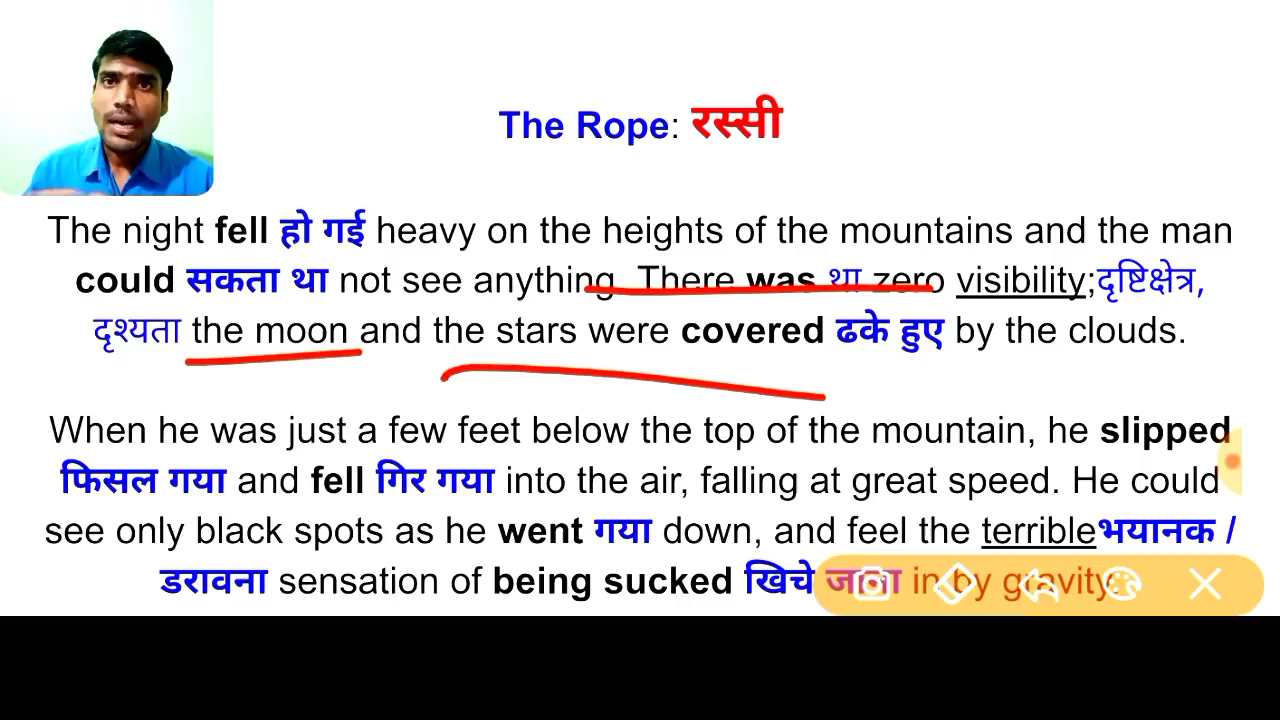 The Rope: रस्सी
The night fell हो गई heavy on the heights of the mountains and the man
could सकता था not see anything. There was था zero visibility;दृष्टिक्षेत्र,
दृश्यता the moon and the stars were covered ढके हुए by the clouds.
When he was just a few feet below the top of the mountain, he slipped
फिसल गया and fell गिर गया into the air, falling at great speed. He could
see only black spots as he went गया down, and feel the terribleभयानक /
डरावना sensation of being sucked खिचे जाना in by gravity.